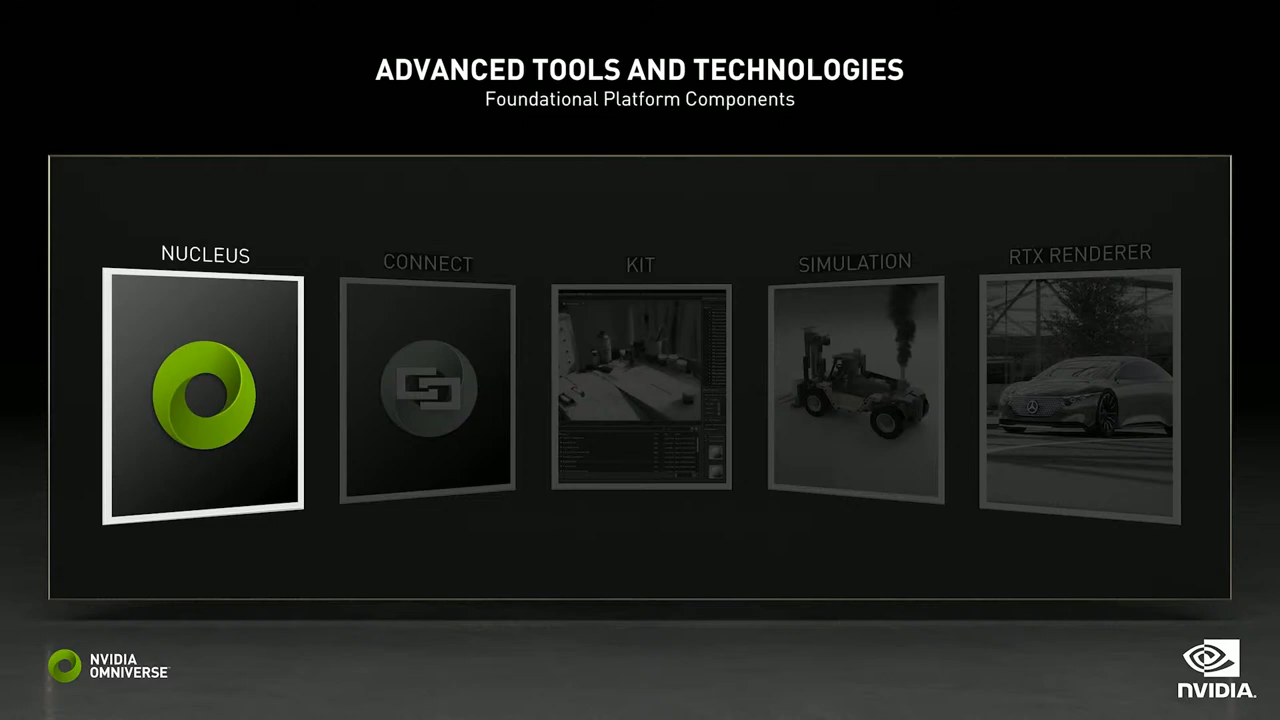 ADVANCED TOOLS AND TECHNOLOGIES
Foundational Platform Components
NUCLEUS
CONNECT
KIT
SIMULATION
RTX RENDERER
NVIDIA
OMNIVERSE
NVIDIA.